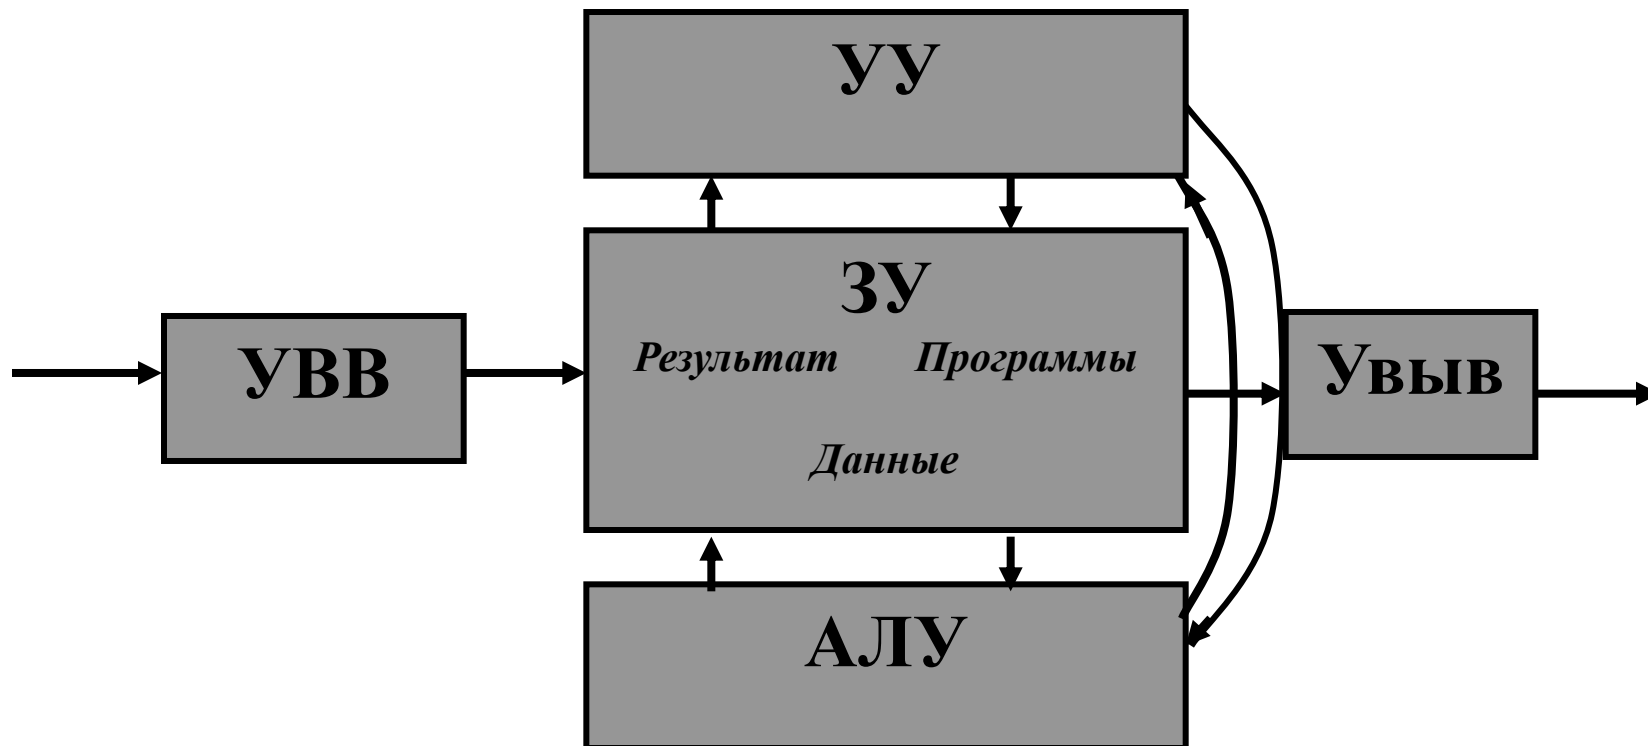 УУ
ЗУ
Результат Программы
УВВ
Увыв
Данные
АЛУ